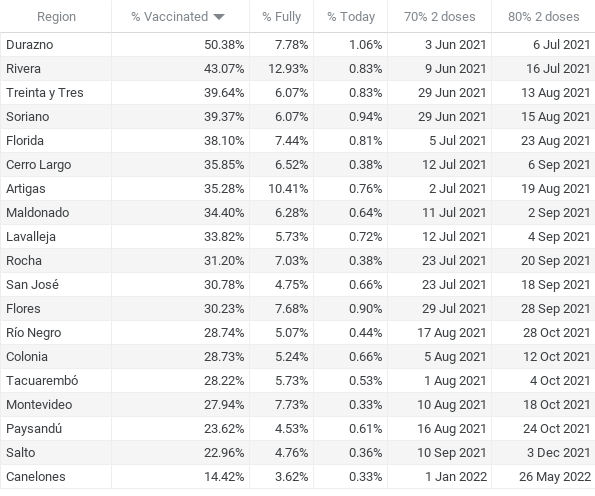 Region % Vaccinated % Fully % Today 70% 2 doses 80% 2 doses
Durazno 50.38% 7.78% 1.06% 3 Jun 2021 6 Jul 2021
Rivera 43.07% 12.93% 0.83% 9 Jun 2021 16 Jul 2021
Treinta y Tres 39.64% 6.07% 0.83% 29 Jun 2021 13 Aug 2021
Soriano 39.37% 6.07% 0.94% 29 Jun 2021 15 Aug 2021
Florida 38.10% 7.44% 0.81% 5 Jul 2021 23 Aug 2021
Cerro Largo 35.85% 6.52% 0.38% 12 Jul 2021 6 Sep 2021
Artigas 35.28% 10.41% 0.76% 2 Jul 2021 19 Aug 2021
Maldonado 34.40% 6.28% 0.64% 11 Jul 2021 2 Sep 2021
Lavalleja 33.82% 5.73% 0.72% 12 Jul 2021 4 Sep 2021
Rocha 31.20% 7.03% 0.38% 23 Jul 2021 20 Sep 2021
San José 30.78% 4.75% 0.66% 23 Jul 2021 18 Sep 2021
Flores 30.23% 7.68% 0.90% 29 Jul 2021 28 Sep 2021
Río Negro 28.74% 5.07% 0.44% 17 Aug 2021 28 Oct 2021
Colonia 28.73% 5.24% 0.66% 5 Aug 2021 12 Oct 2021
Tacuarembó 28.22% 5.73% 0.53% 1 Aug 2021 4 Oct 2021
Montevideo 27.94% 7.73% 0.33% 10 Aug 2021 18 Oct 2021
Paysandú 23.62% 4.53% 0.61% 16 Aug 2021 24 Oct 2021
Salto 22.96% 4.76% 0.36% 10 Sep 2021 3 Dec 2021
Canelones 14.42% 3.62% 0.33% 1 Jan 2022 26 May 2022